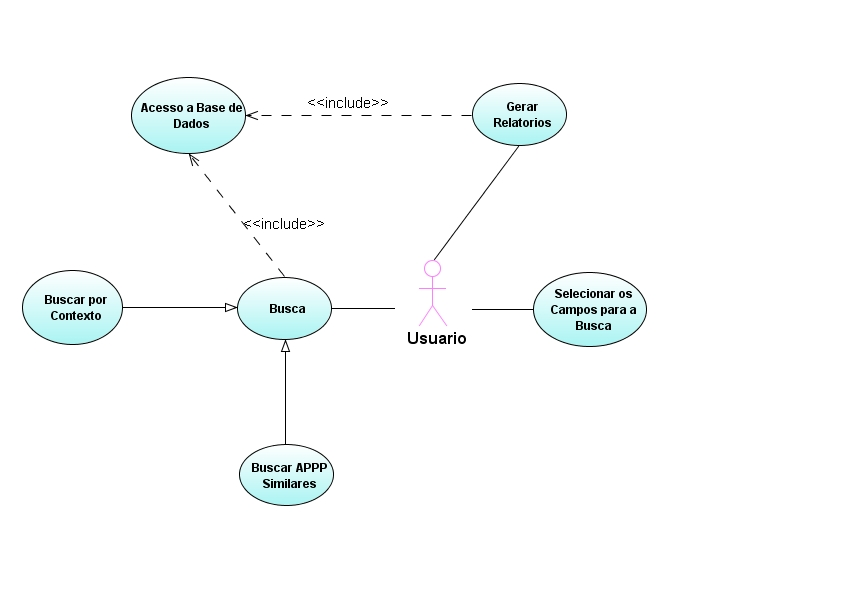 <<include>>
Gerar
Relatorios
Acesso a Base de
Dados
<<include>>
Buscar por
Contexto
Busca
Selecionar os
Campos para a
Busca
Usuario
Buscar APPP
Similares